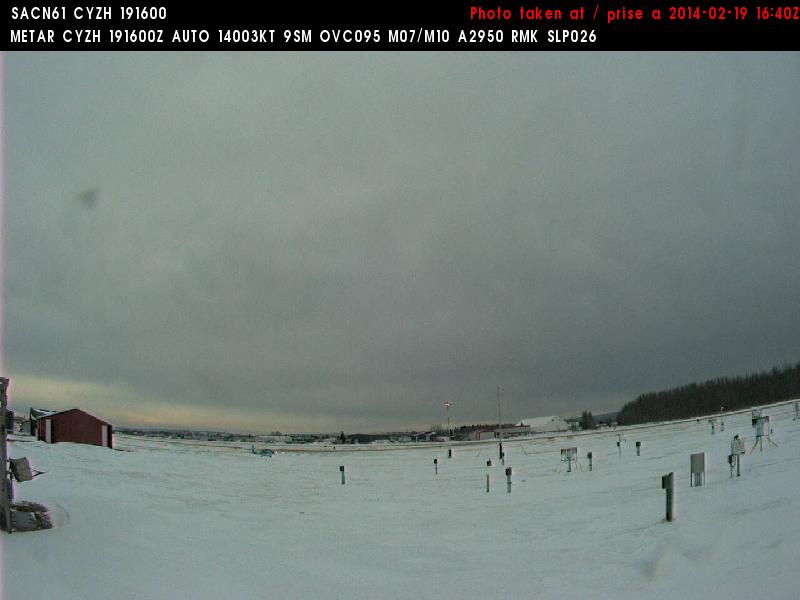 SACN61 CYZH 191600 Photo taken at / prise a 2014-02-19 16:40Z
METAR CYZH 191600Z AUTO 14003KT 9SM OVC095 M07/M10 A2950 RMK SLP026